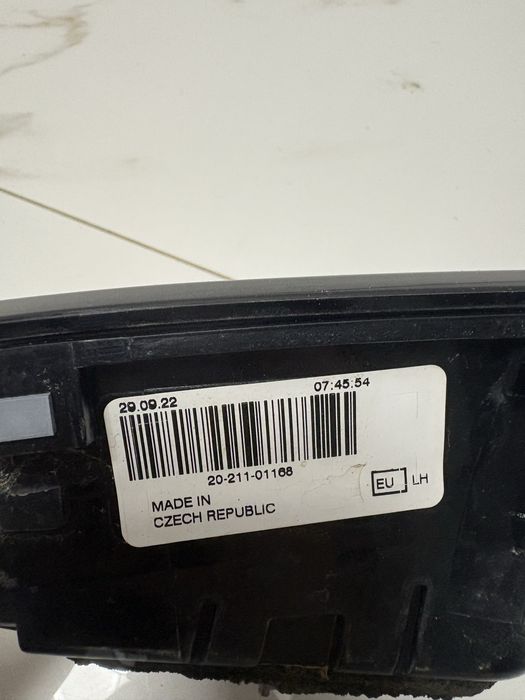 29.09.22 07:45:54
20-211-01168
MADE IN
CZECH REPUBLIC
EU LH